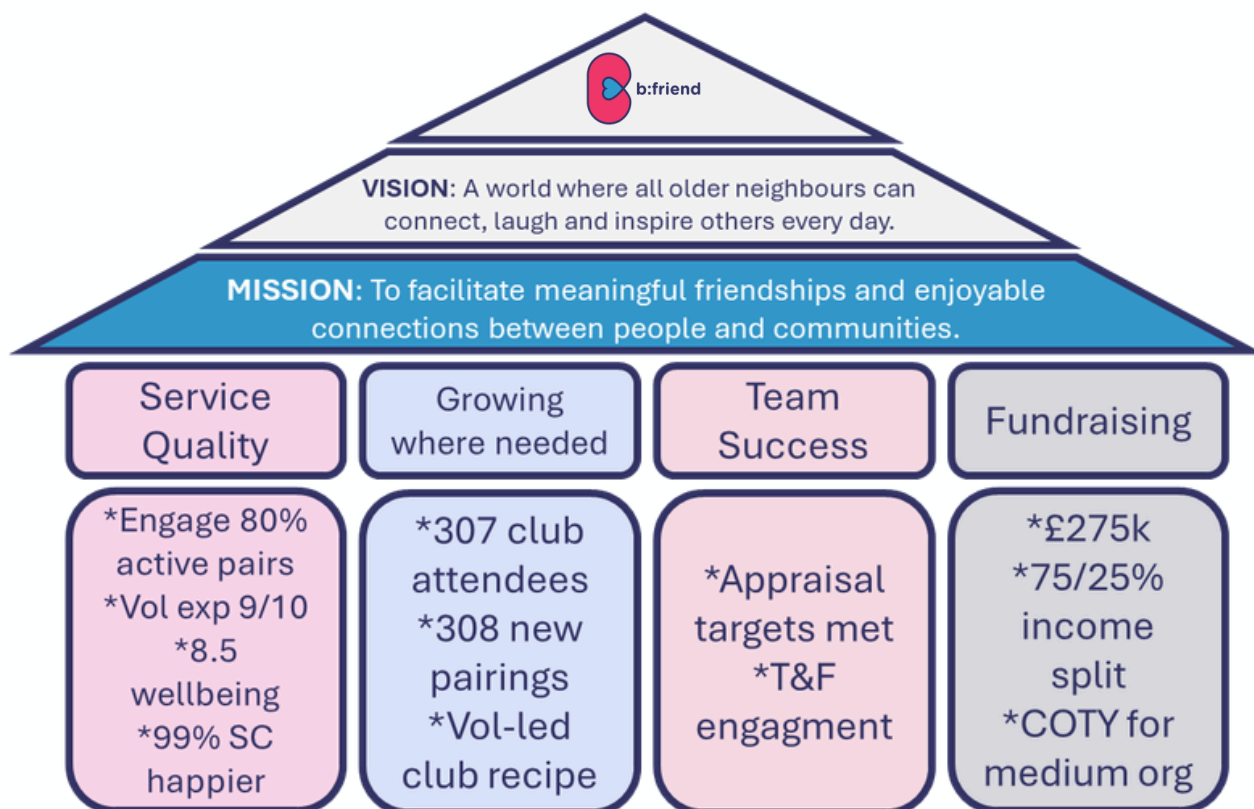 b:friend
VISION: A world where all older neighbours can
connect, laugh and inspire others every day.
MISSION: To facilitate meaningful friendships and enjoyable
connections between people and communities.
Service
Quality
Growing
where needed
Team
Success
Fundraising
*Engage 80%
active pairs
*Vol exp 9/10
*8.5
wellbeing
*99% SC
happier
*307 club
attendees
*308 new
pairings
*Vol-led
club recipe
*Appraisal
targets met
*T&F
engagment
*£275k
*75/25%
income
split
*COTY for
medium org